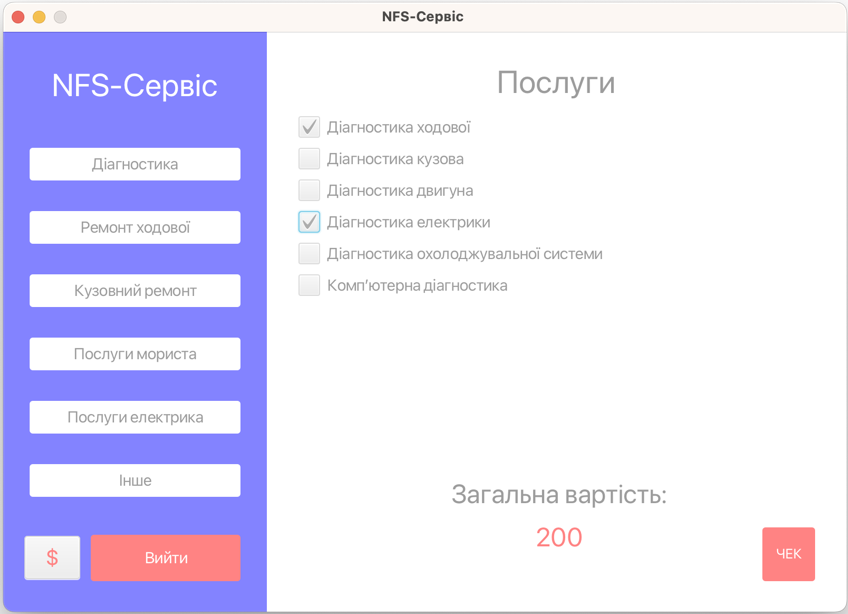 NFS-Сервіс
NFS-Сервіс
Діагностика
Ремонт ходової
Кузовний ремонт
Послуги мориста
Послуги електрика
Інше
$
Вийти
Послуги
Діагностика ходової
Діагностика кузова
Діагностика двигуна
Діагностика електрики
Діагностика охолоджувальної системи
Комп'ютерна діагностика
Загальна вартість:
200
ЧЕК